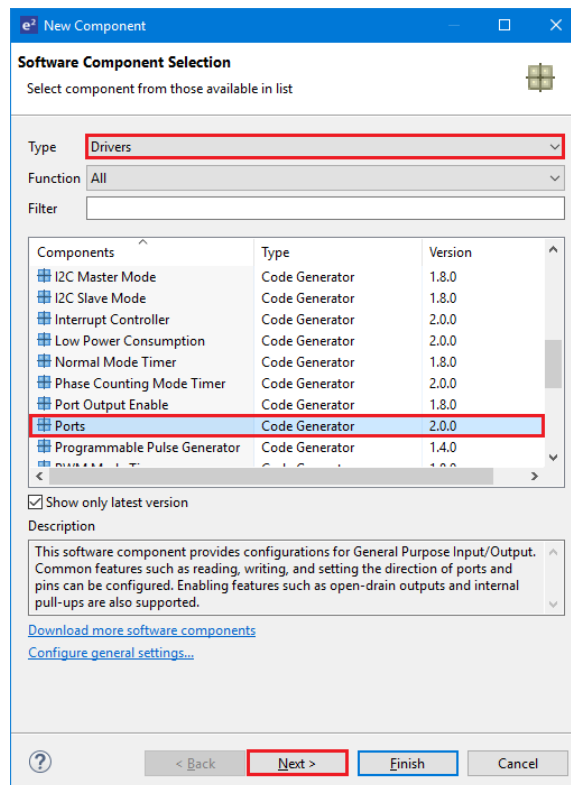 e² New Component
Software Component Selection
Select component from those available in list
Type Drivers
Function All
Filter
Components Type Version
I2C Master Mode Code Generator 1.8.0
I2C Slave Mode Code Generator 1.8.0
Interrupt Controller Code Generator 2.0.0
Low Power Consumption Code Generator 2.0.0
Normal Mode Timer Code Generator 1.8.0
Phase Counting Mode Timer Code Generator 2.0.0
Port Output Enable Code Generator 1.8.0
Ports Code Generator 2.0.0
Programmable Pulse Generator Code Generator 1.4.0
Show only latest version
Description
This software component provides configurations for General Purpose Input/Output.
Common features such as reading, writing, and setting the direction of ports and
pins can be configured. Enabling features such as open-drain outputs and internal
pull-ups are also supported.
Download more software components
Configure general settings...
? < Back Next > Finish Cancel